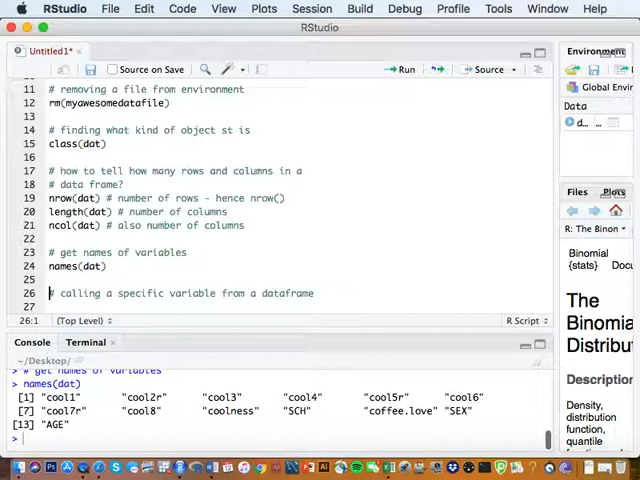 RStudio File Edit Code View Plots Session Build Debug Profile Tools Window Help
RStudio
Untitled1*
Source on Save Run Source
11 # removing a file from environment
12 rm(myawesomedatafile)
13
14 # finding what kind of object st is
15 class(dat)
16
17 # how to tell how many rows and columns in a
18 # data frame?
19 nrow(dat) # number of rows - hence nrow()
20 length(dat) # number of columns
21 ncol(dat) # also number of columns
22
23 # get names of variables
24 names(dat)
25
26 # calling a specific variable from a dataframe
27
26:1 (Top Level) R Script
Console Terminal
~/Desktop/
> # get names of variables
> names(dat)
[1] "cool1" "cool2r" "cool3" "cool4" "cool5r" "cool6"
[7] "cool7r" "cool8" "coolness" "SCH" "coffee.love" "SEX"
[13] "AGE"
>
Environment
Global Envir
Data
d… …
Files Plots
R: The Binon
Binomial
{stats} Docu
The
Binomial
Distribut
Description
Density,
distribution
function,
quantile